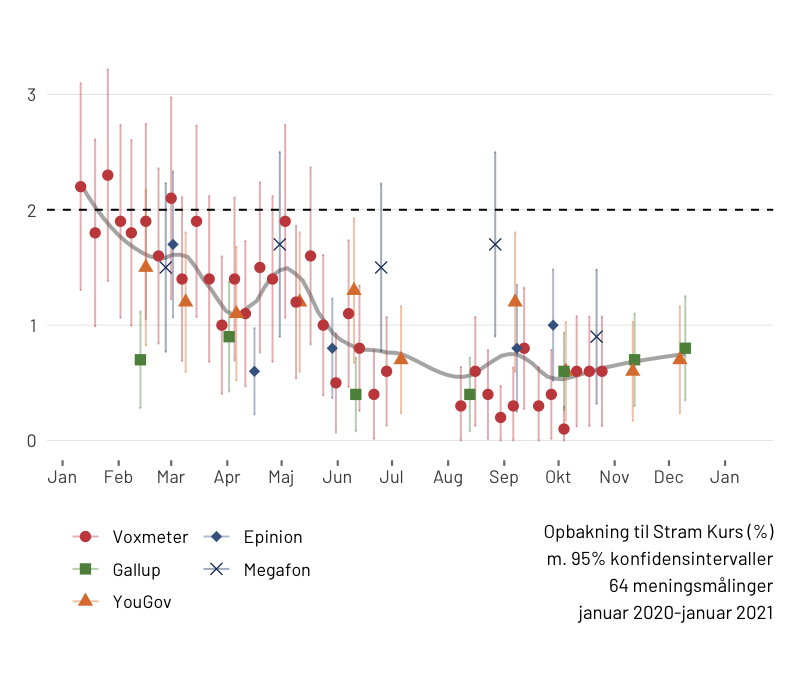 3
2
1
0
Jan Feb Mar Apr Maj Jun Jul Aug Sep Okt Nov Dec Jan
Voxmeter Epinion
Gallup Megafon
YouGov
Opbakning til Stram Kurs (%)
m. 95% konfidensintervaller
64 meningsmålinger
januar 2020-januar 2021